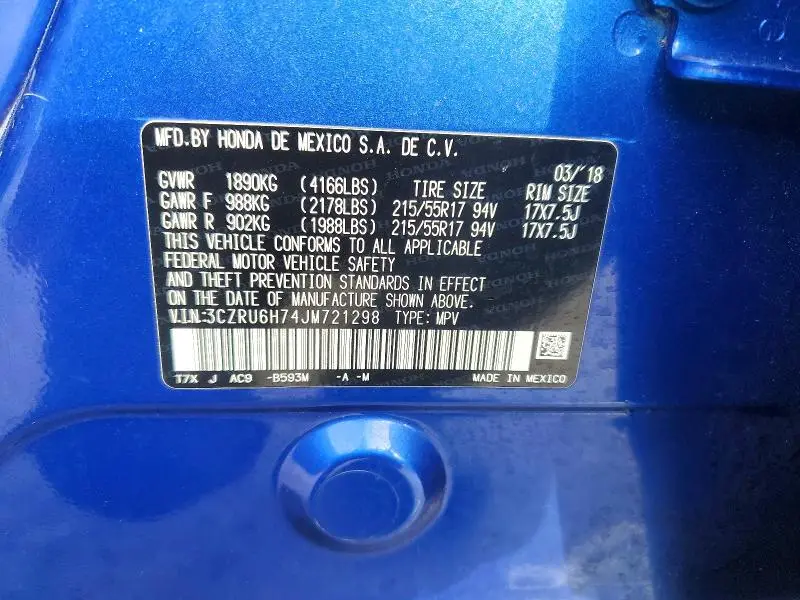 MFD.BY HONDA DE MEXICO S.A. DE C.V.
03/18
GVWR 1890KG (4166LBS) TIRE SIZE RIM SIZE
GAWR F 988KG (2178LBS) 215/55R17 94V 17X7.5J
GAWR R 902KG (1988LBS) 215/55R17 94V 17X7.5J
THIS VEHICLE CONFORMS TO ALL APPLICABLE
FEDERAL MOTOR VEHICLE SAFETY
AND THEFT PREVENTION STANDARDS IN EFFECT
ON THE DATE OF MANUFACTURE SHOWN ABOVE.
V.I.N:3CZRU6H74JM721298 TYPE: MPV
T7X J AC9 -B593M -A -M MADE IN MEXICO